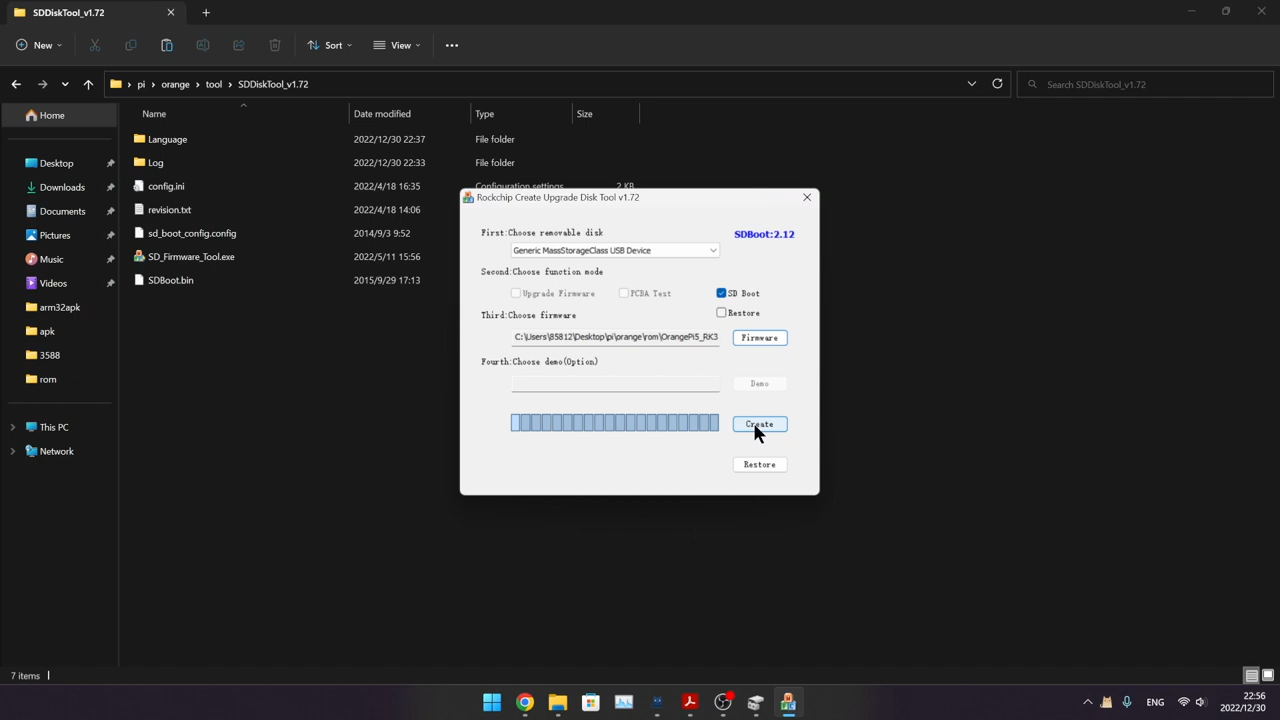 SDDiskTool_v1.72
New
Sort
View
pi > orange > tool > SDDiskTool_v1.72
Search SDDiskTool_v1.72
Home
Name
Date modified
Type
Size
Language
2022/12/30 22:37
File folder
Log
2022/12/30 22:33
File folder
config.ini
2022/4/18 16:35
Configuration settings
2 KB
revision.txt
2022/4/18 14:06
sd_boot_config.config
2014/9/3 9:52
SD_Firmware_Tool.exe
2022/5/11 15:56
SDBoot.bin
2015/9/29 17:13
Desktop
Downloads
Documents
Pictures
Music
Videos
arm32apk
apk
3588
rom
This PC
Network
Rockchip Create Upgrade Disk Tool v1.72
First:Choose removable disk
SDBoot:2.12
Generic MassStorageClass USB Device
Second:Choose function mode
Upgrade Firmware
PCBA Test
SD Boot
Restore
Third:Choose firmware
C:\Users\85812\Desktop\pi\orange\rom\OrangePi5_RK3
Firmware
Fourth:Choose demo(Option)
Demo
Create
Restore
7 items
ENG
22:56
2022/12/30